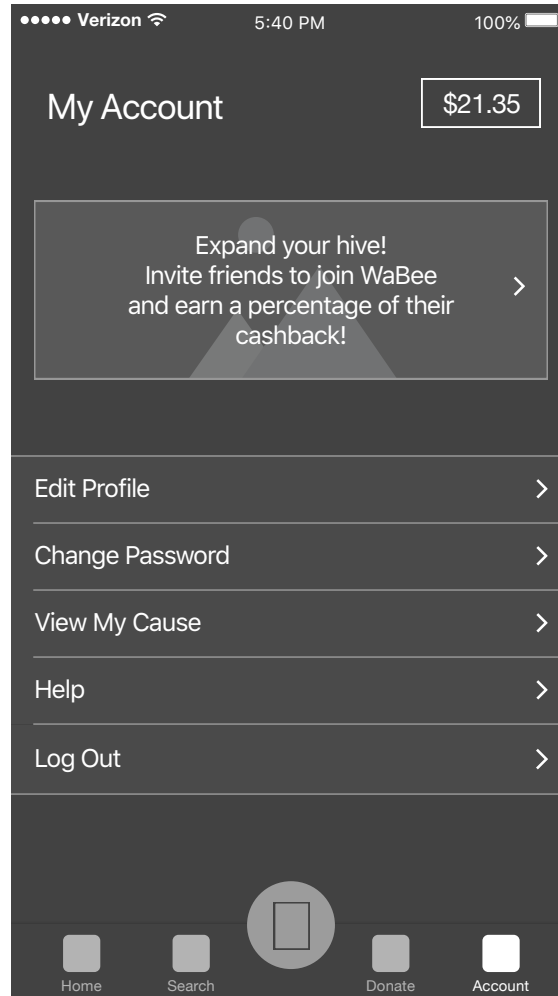 Verizon 5:40 PM 100%
My Account $21.35
Expand your hive!
Invite friends to join WaBee
and earn a percentage of their
cashback!
Edit Profile
Change Password
View My Cause
Help
Log Out
Home Search Donate Account